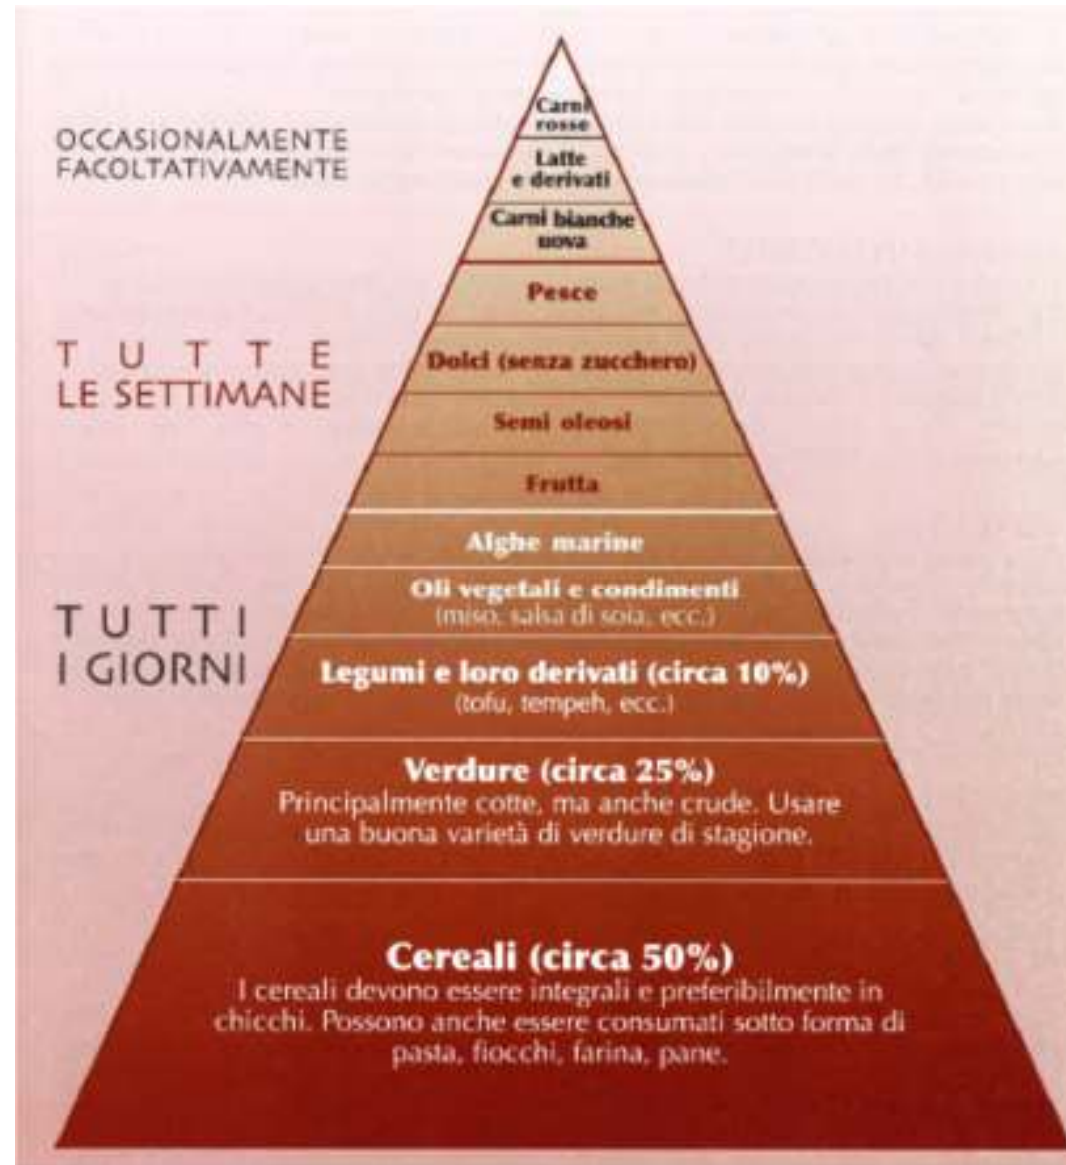 OCCASIONALMENTE
FACOLTATIVAMENTE
Carni
rosse
Latte
e derivati
Carni bianche
uova
TUTTE
LE SETTIMANE
Pesce
Dolci (senza zucchero)
Semi oleosi
Frutta
TUTTI
I GIORNI
Alghe marine
Oli vegetali e condimenti
(miso, salsa di soia, ecc.)
Legumi e loro derivati (circa 10%)
(tofu, tempeh, ecc.)
Verdure (circa 25%)
Principalmente cotte, ma anche crude. Usare
una buona varietà di verdure di stagione.
Cereali (circa 50%)
I cereali devono essere integrali e preferibilmente in
chicchi. Possono anche essere consumati sotto forma di
pasta, fiocchi, farina, pane.